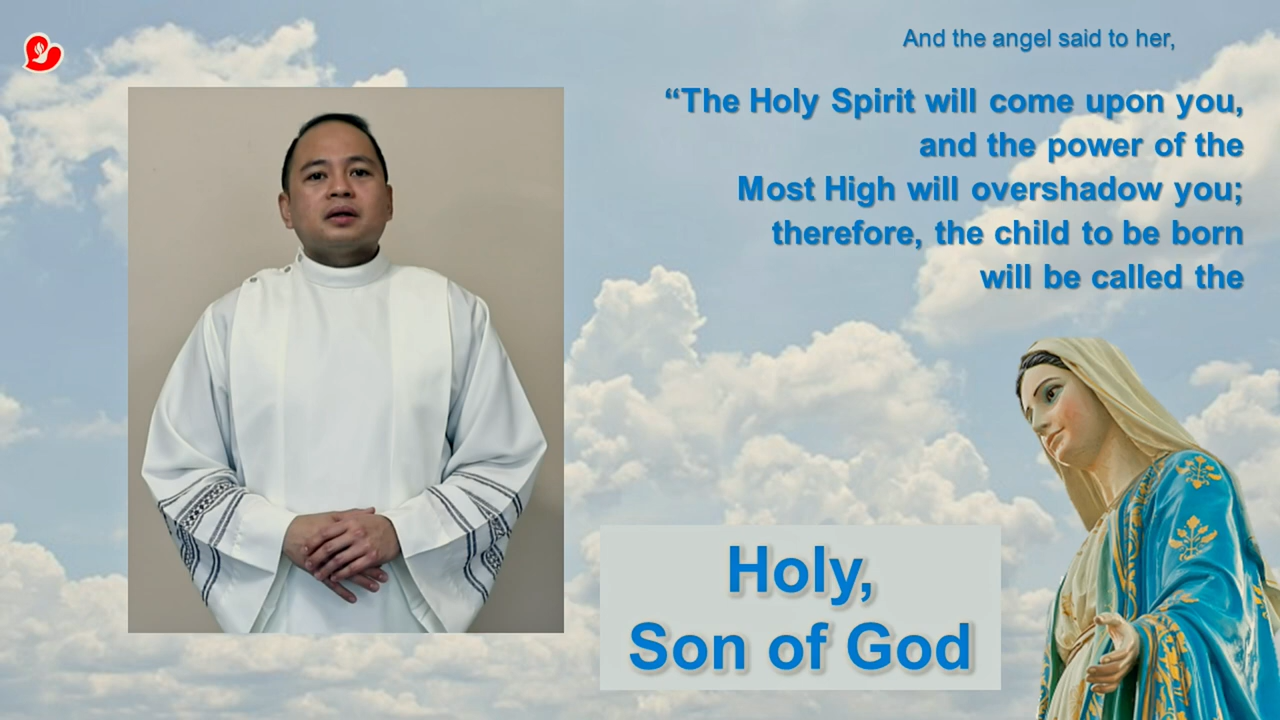 And the angel said to her,
“The Holy Spirit will come upon you,
and the power of the
Most High will overshadow you;
therefore, the child to be born
will be called the
Holy,
Son of God